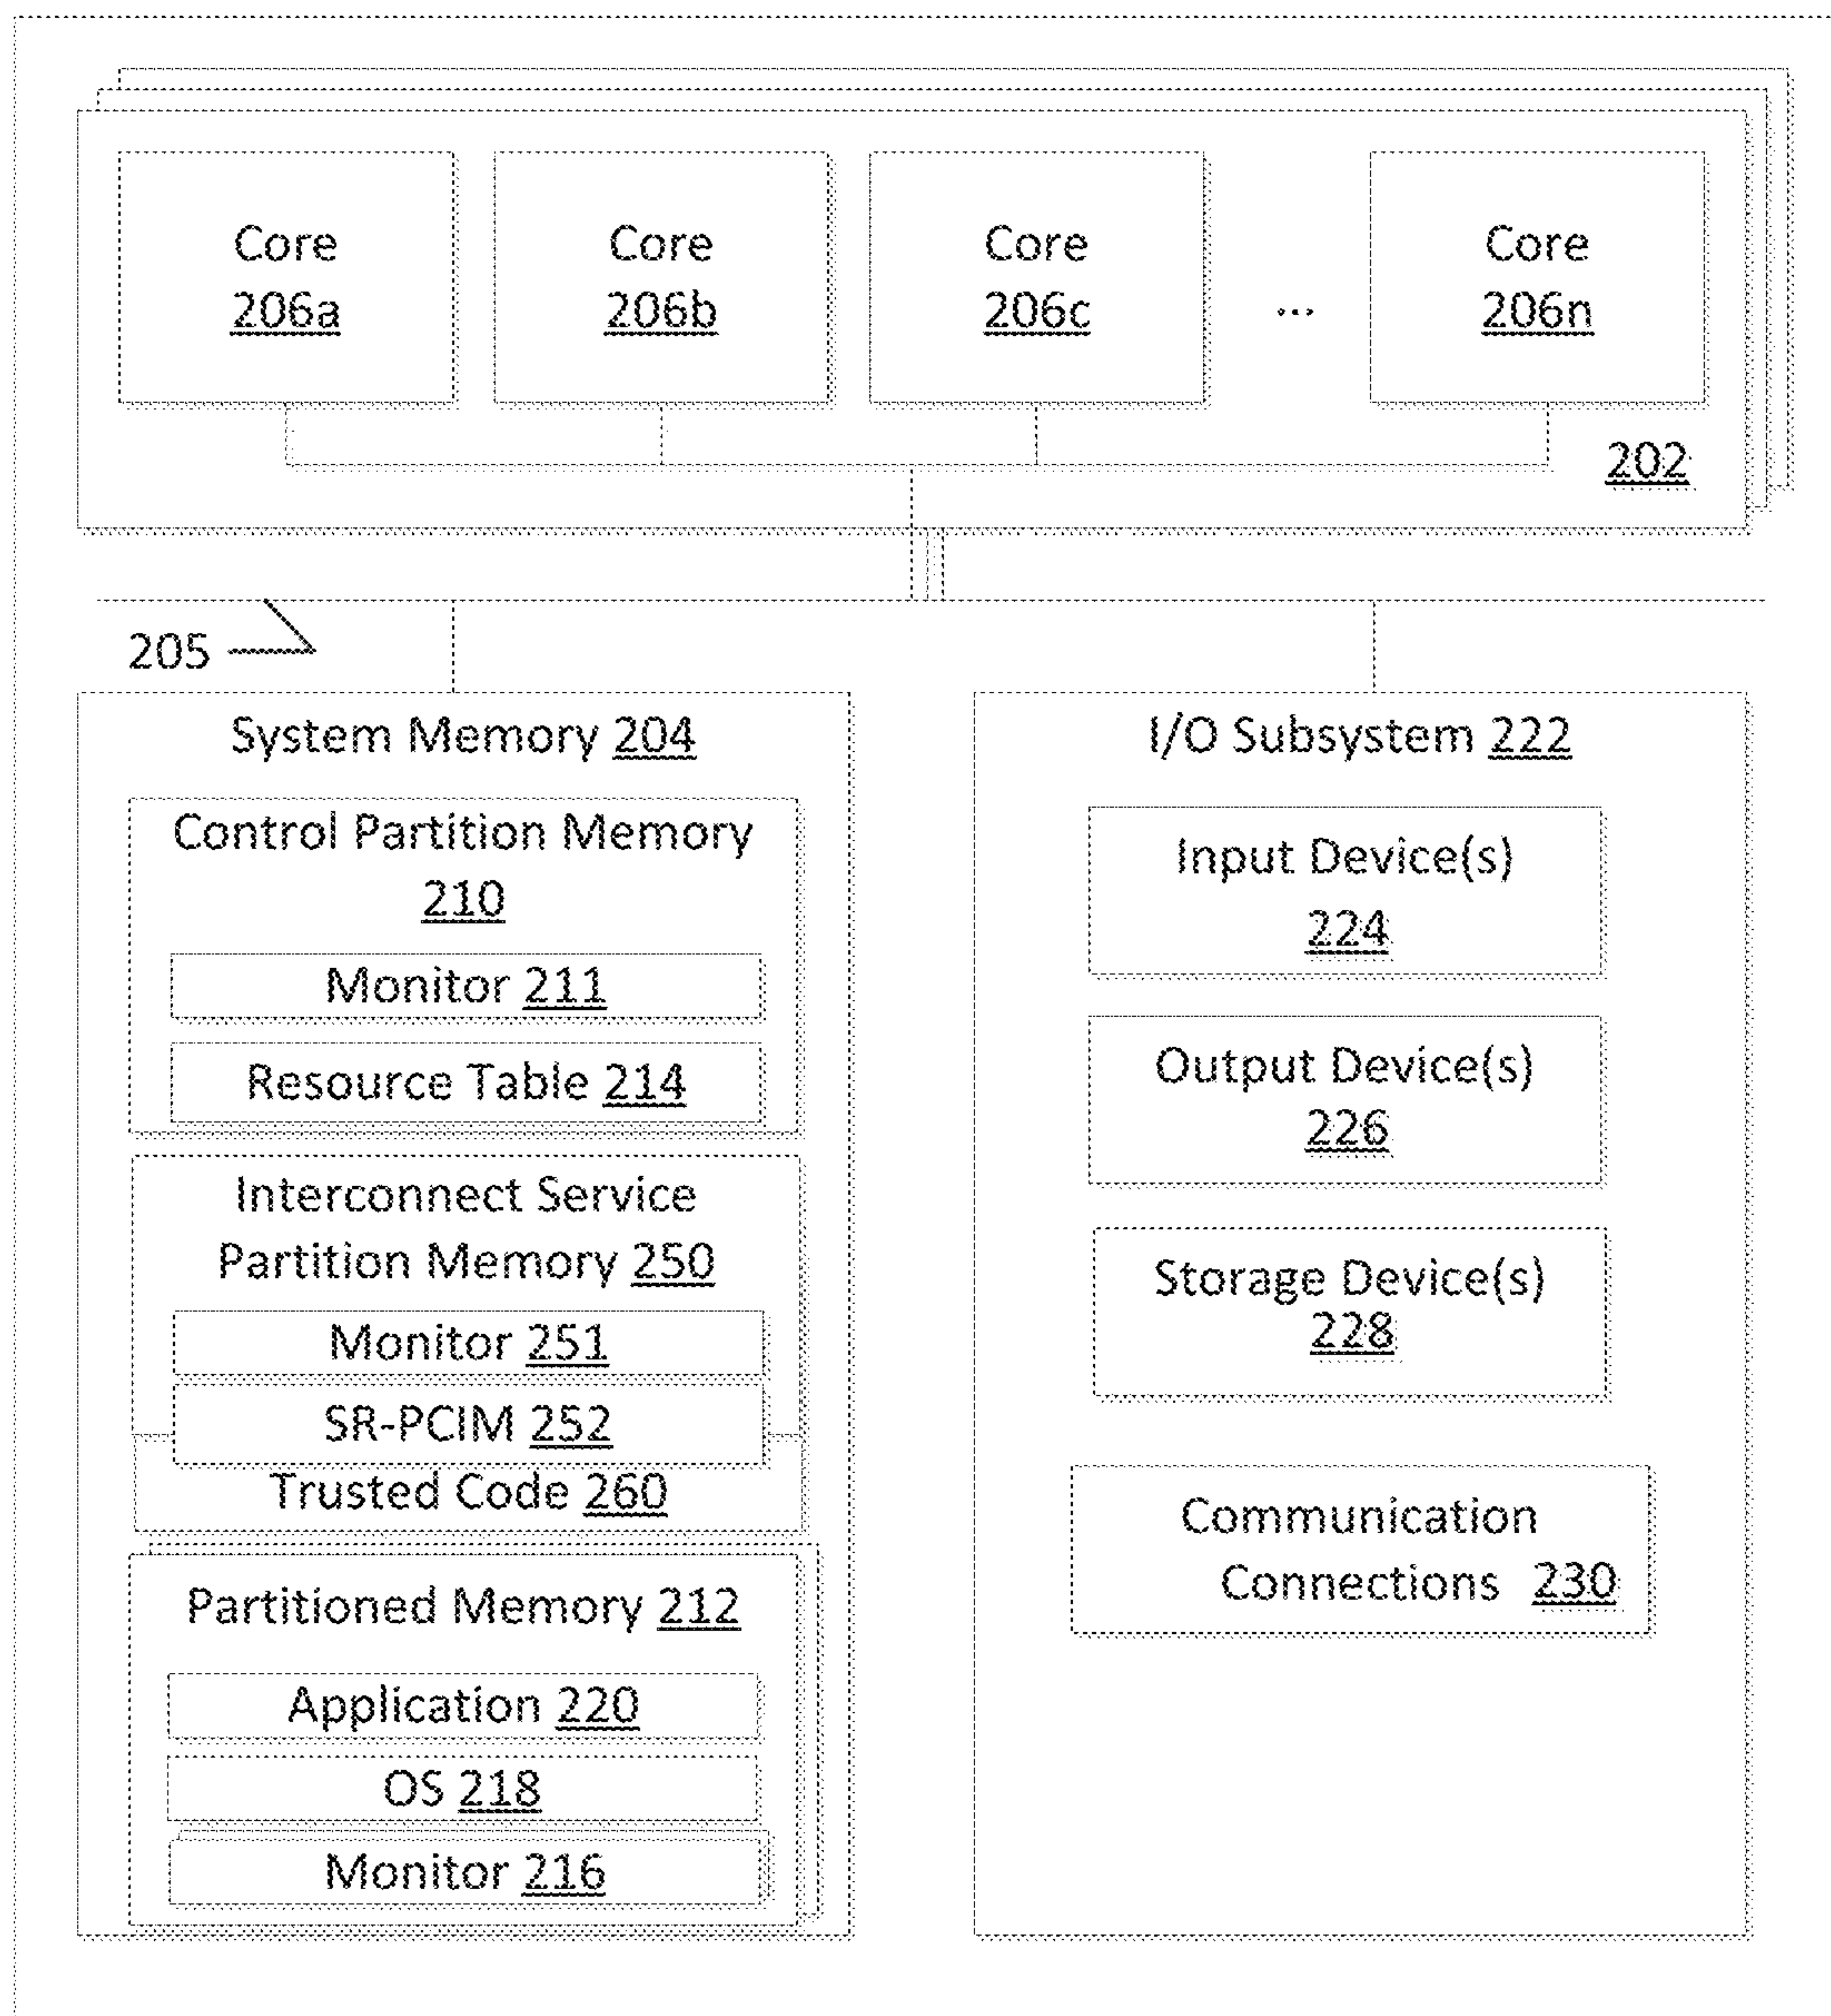 Core
206a
Core
206b
Core
206c
...
Core
206n
202
205
System Memory 204
Control Partition Memory
210
Monitor 211
Resource Table 214
Interconnect Service
Partition Memory 250
Monitor 251
SR-PCIM 252
Trusted Code 260
Partitioned Memory 212
Application 220
OS 218
Monitor 216
I/O Subsystem 222
Input Device(s)
224
Output Device(s)
226
Storage Device(s)
228
Communication
Connections 230